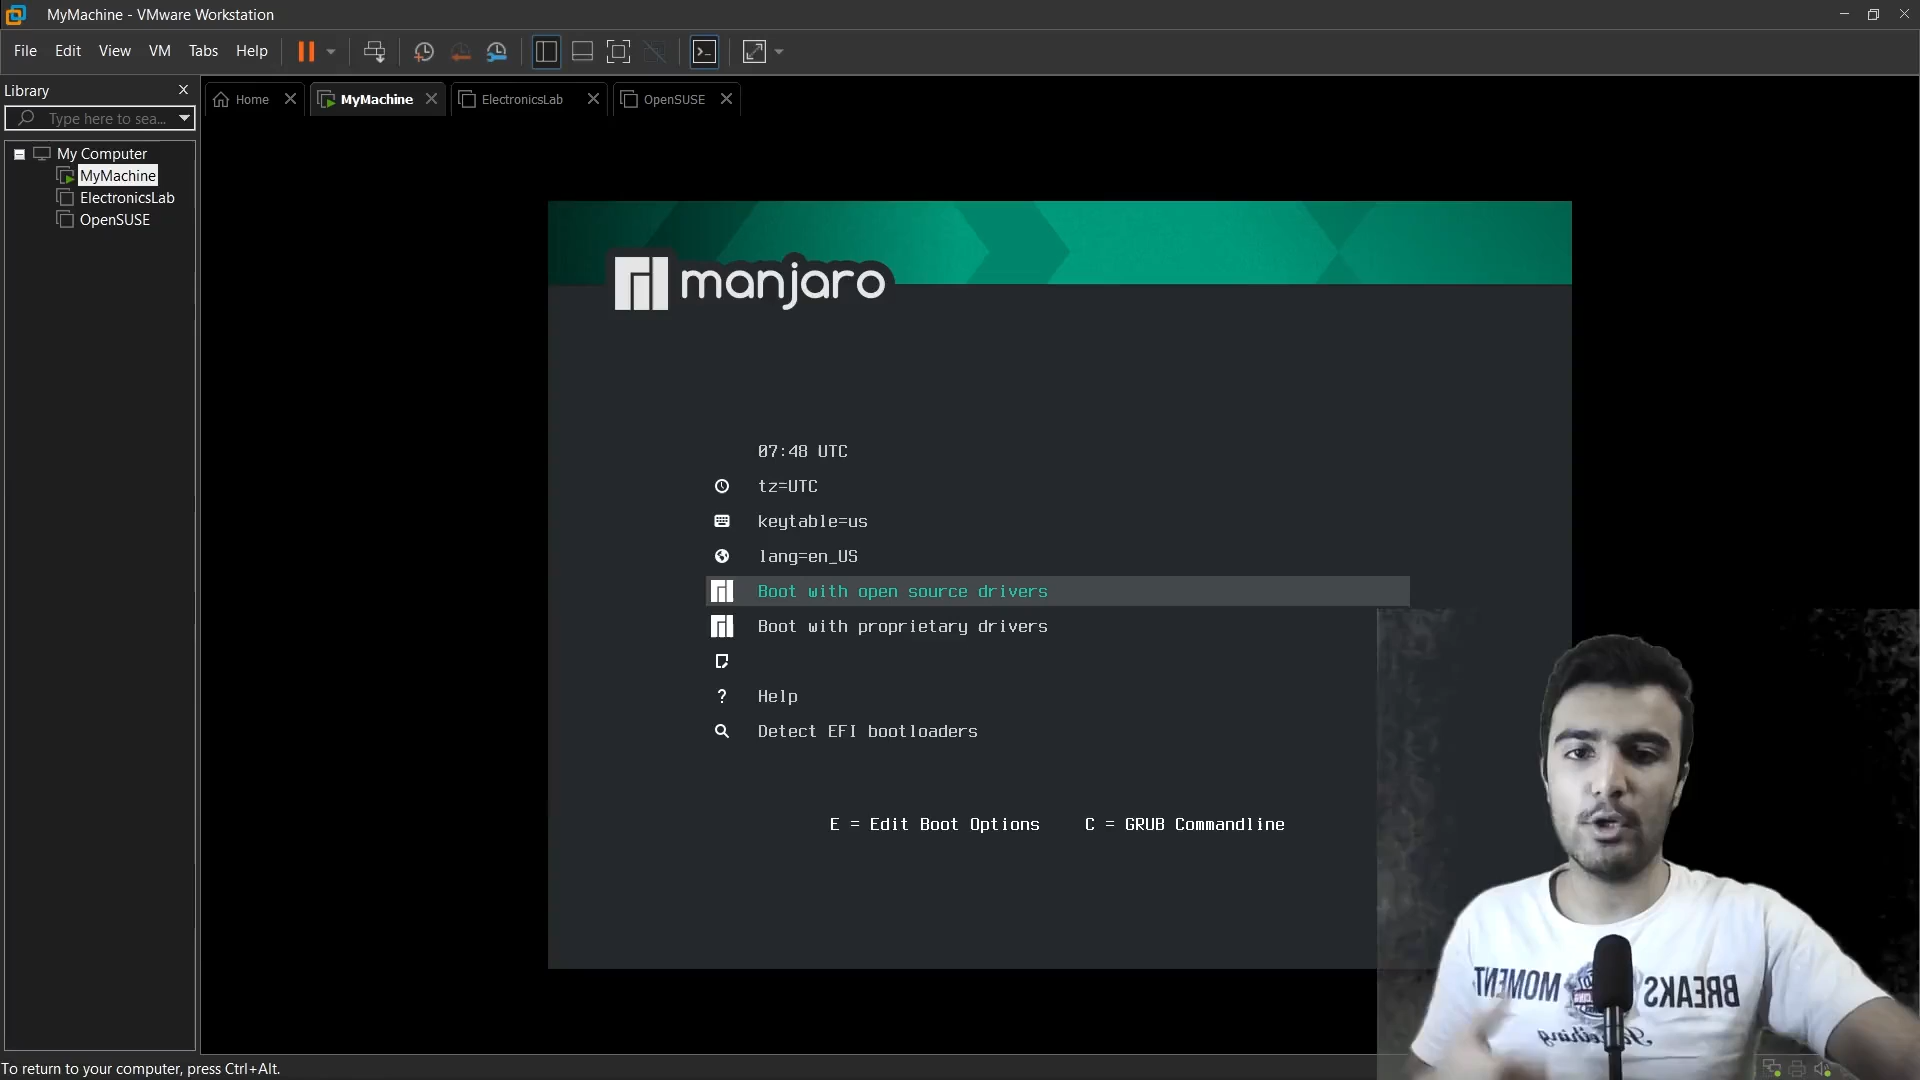 MyMachine - VMware Workstation
File Edit View VM Tabs Help
Library
Home MyMachine ElectronicsLab OpenSUSE
Type here to sea...
My Computer
MyMachine
ElectronicsLab
OpenSUSE
manjaro
07:48 UTC
tz=UTC
keytable=us
lang=en_US
Boot with open source drivers
Boot with proprietary drivers
? Help
Detect EFI bootloaders
E = Edit Boot Options C = GRUB Commandline
MOMENT BREAKS
To return to your computer, press Ctrl+Alt.